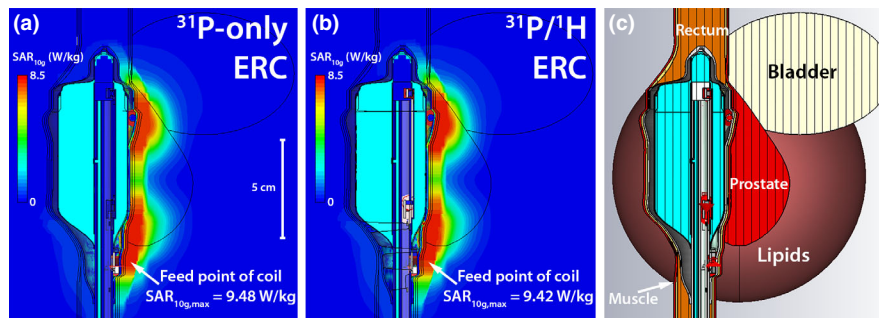 (a)
³¹P-only
ERC
SAR₁₀g (W/kg)
8.5
0
5 cm
Feed point of coil
SAR₁₀g,max = 9.48 W/kg
(b)
³¹P/¹H
ERC
SAR₁₀g (W/kg)
8.5
0
Feed point of coil
SAR₁₀g,max = 9.42 W/kg
(c)
Rectum
Bladder
Prostate
Lipids
Muscle